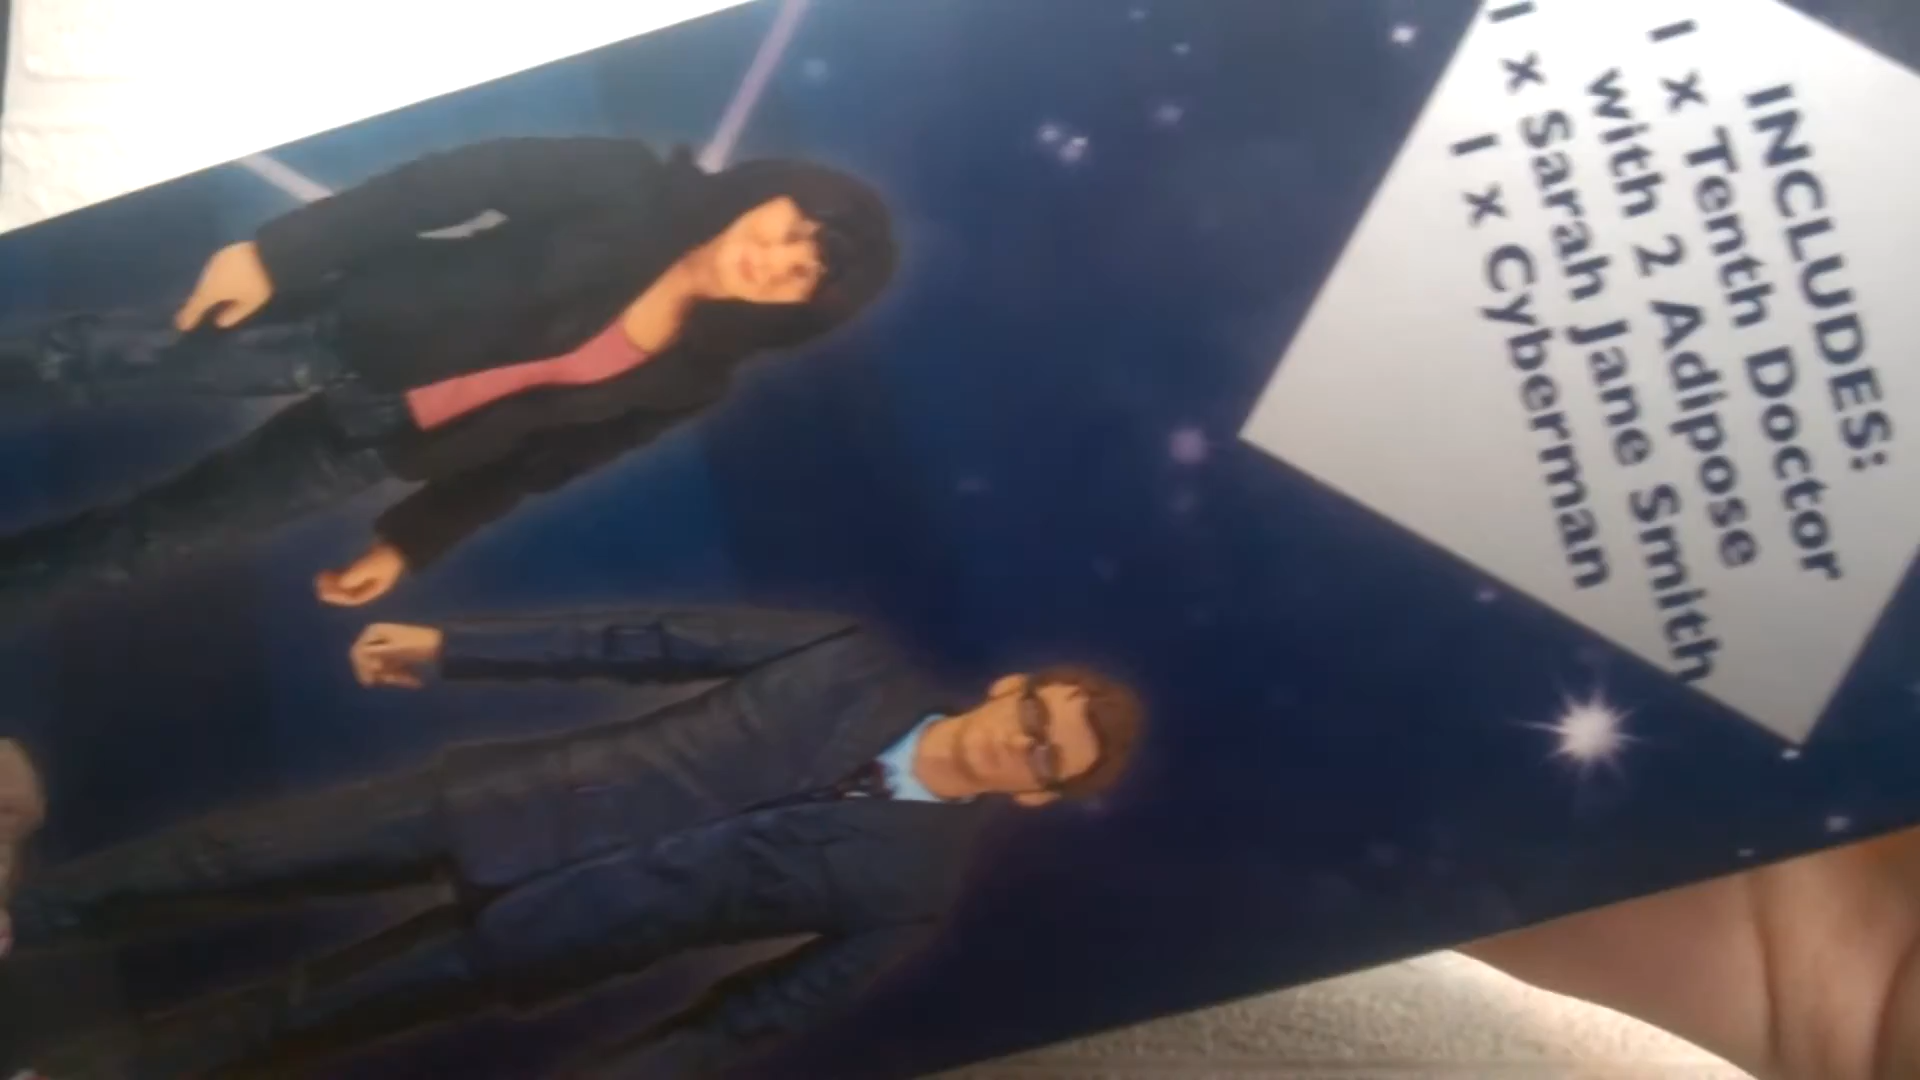 INCLUDES:
1 x Tenth Doctor
with 2 Adipose
1 x Sarah Jane Smith
1 x Cyberman